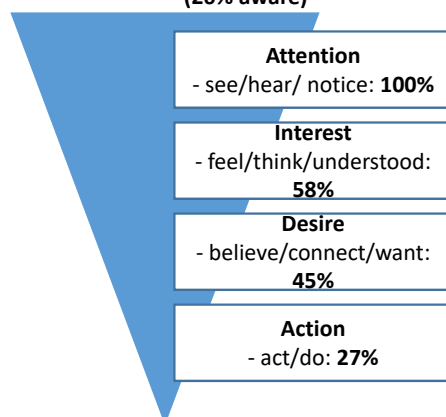 (20% aware)
Attention
- see/hear/ notice: 100%
Interest
- feel/think/understood:
58%
Desire
- believe/connect/want:
45%
Action
- act/do: 27%